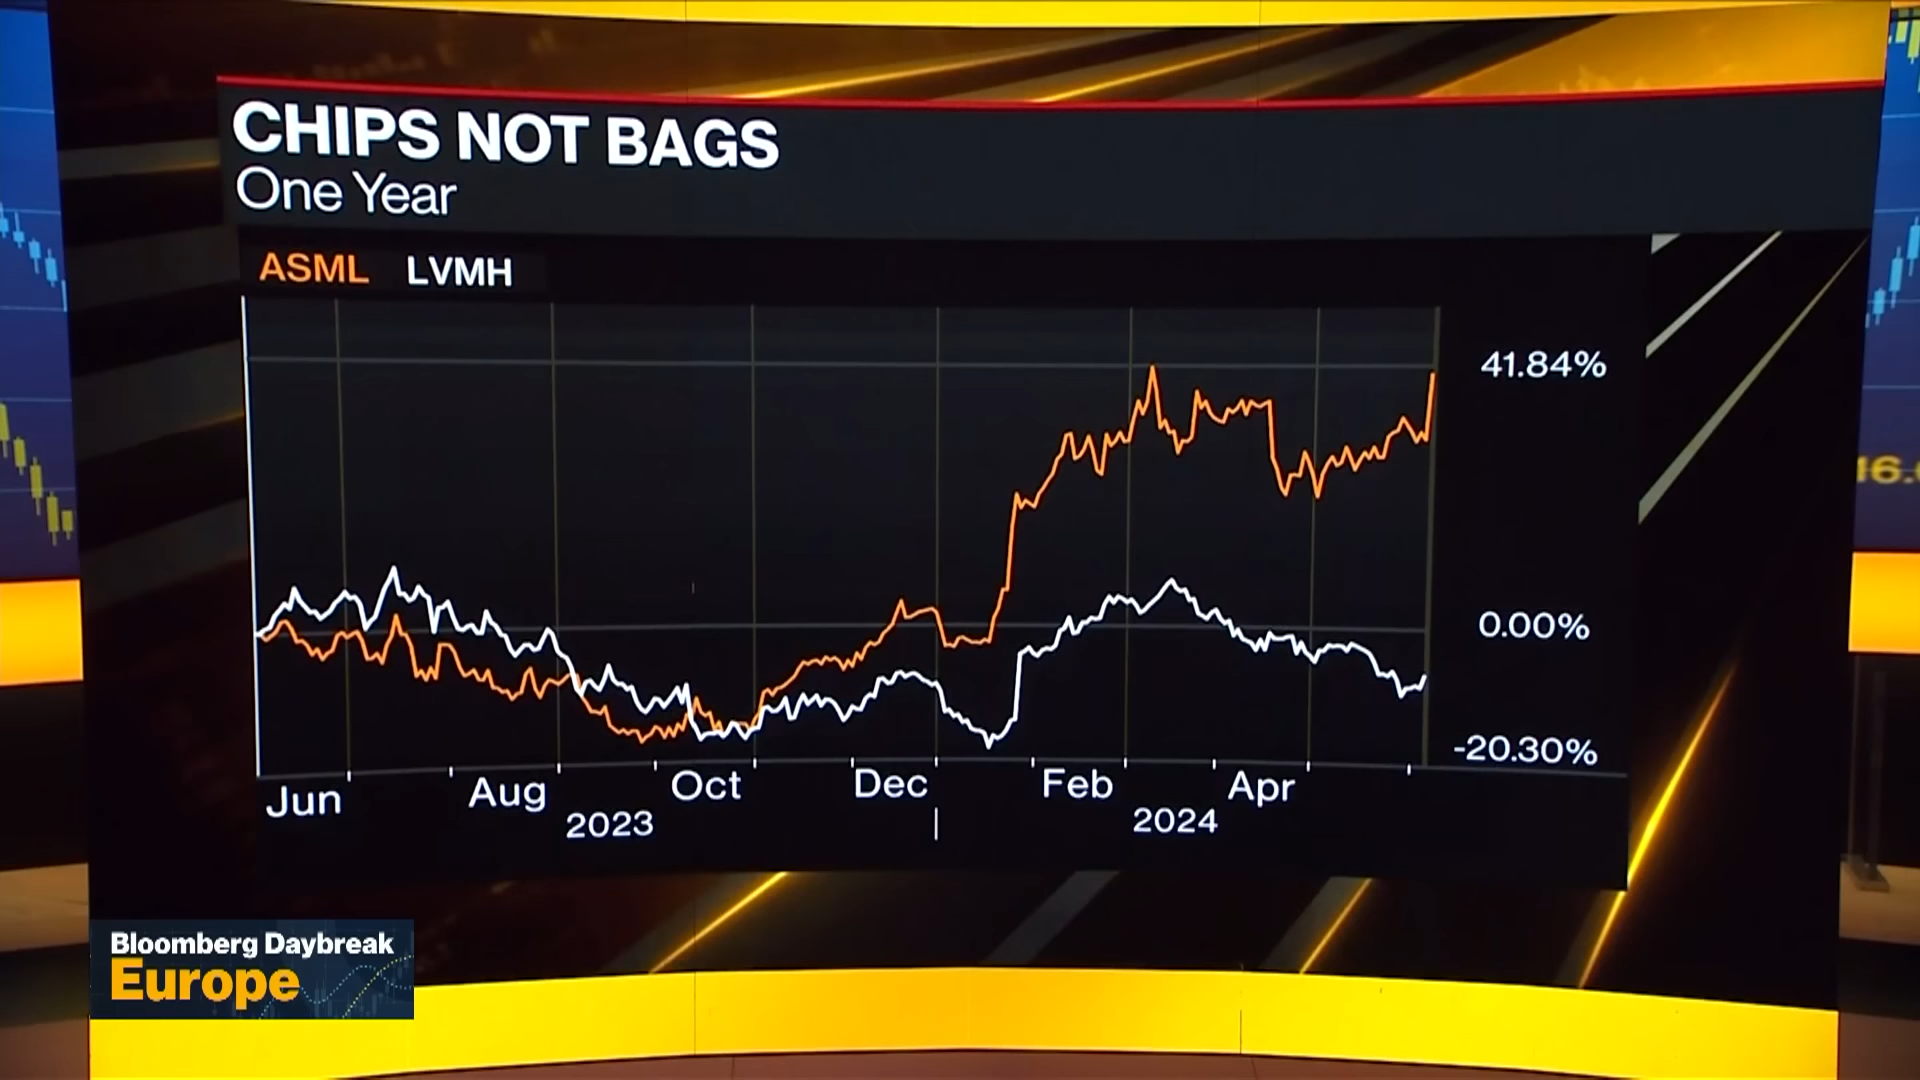 CHIPS NOT BAGS
One Year
ASML LVMH
41.84%
0.00%
-20.30%
Jun Aug Oct Dec Feb Apr
2023 2024
16.
Bloomberg Daybreak
Europe